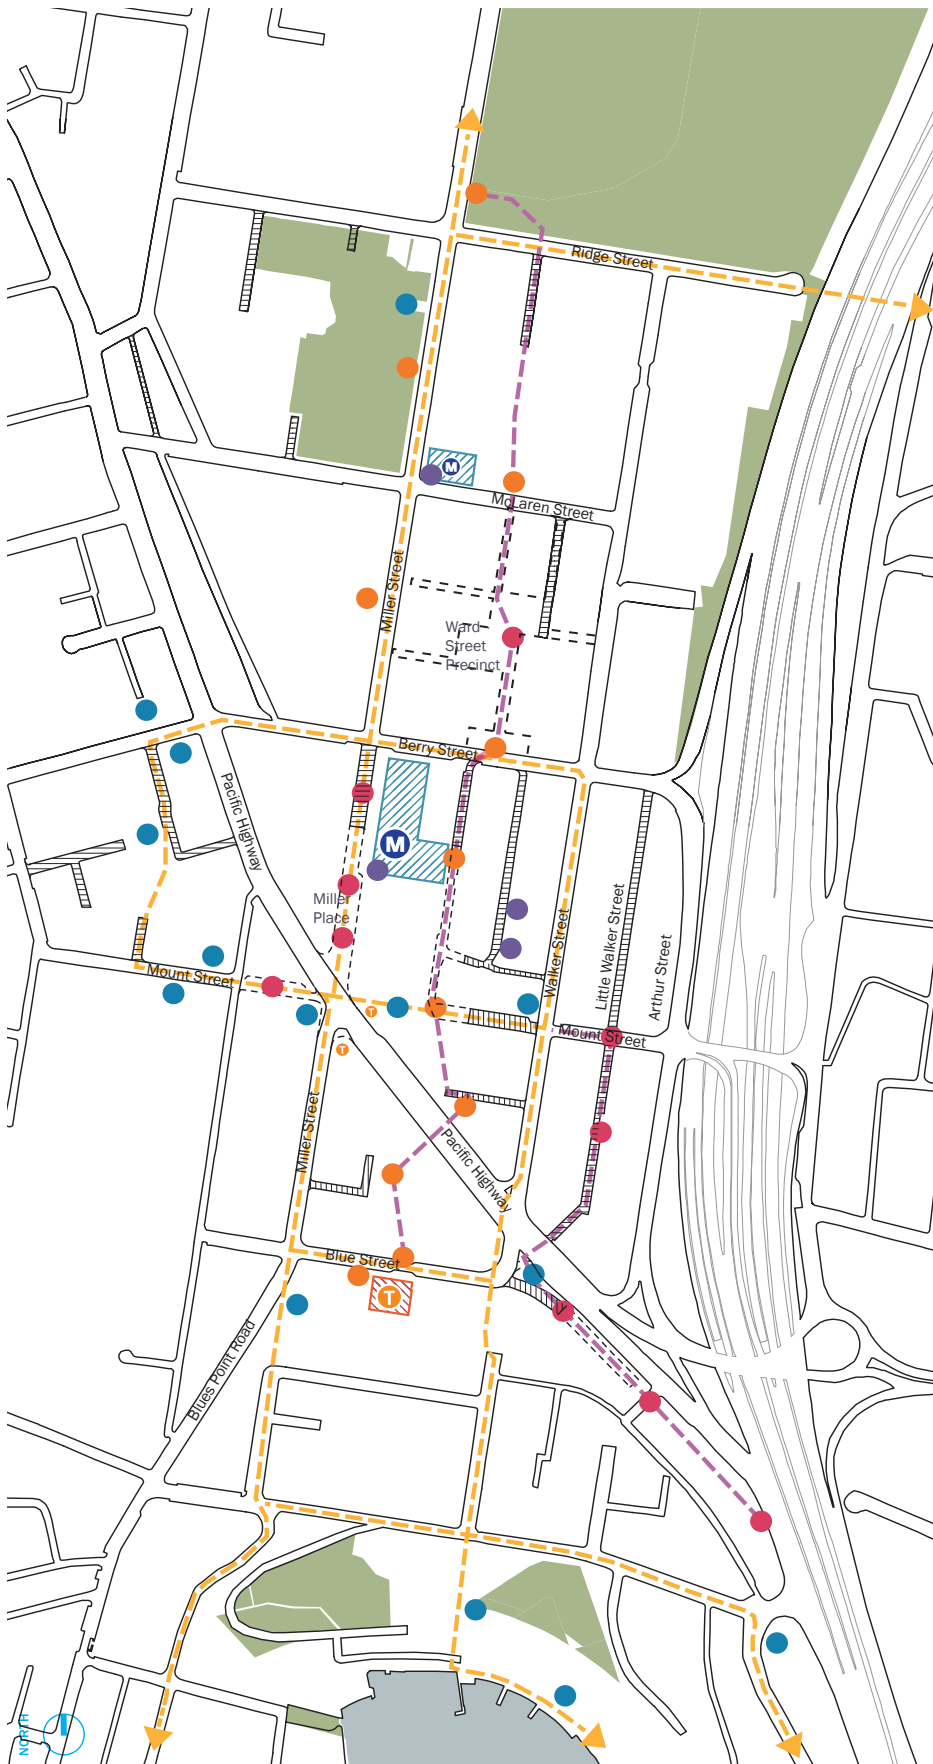 Ridge Street
M
McLaren Street
Miller Street
Ward
Street
Precinct
Berry Street
Pacific Highway
M
Miller
Place
Walker Street
Little Walker Street
Arthur Street
Mount Street
T
Mount Street
T
Miller Street
Pacific Highway
Blue Street
T
Blues Point Road
NORTH